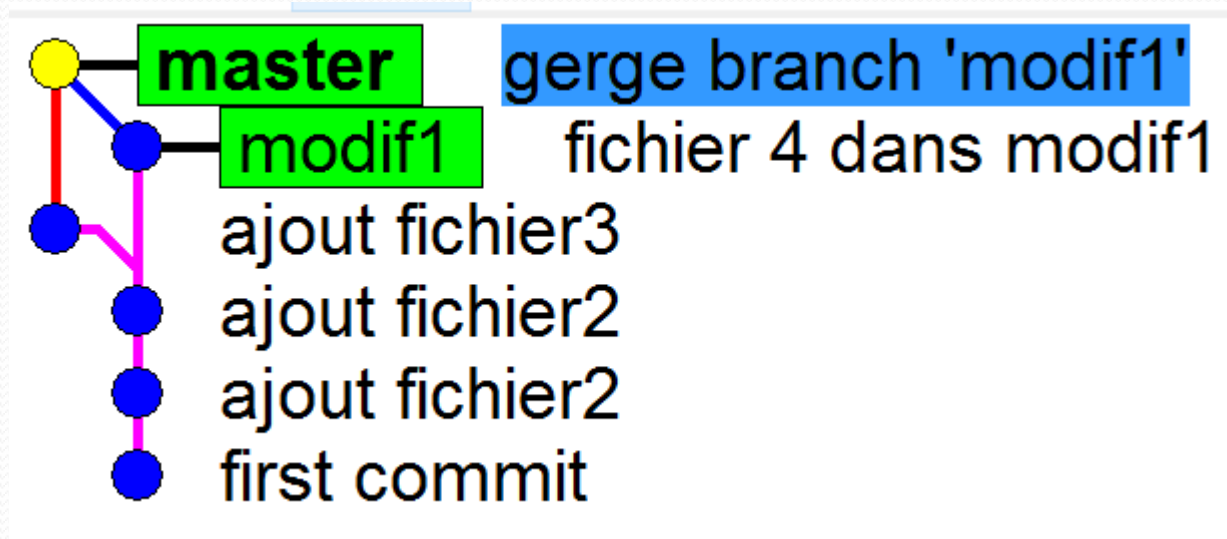 master gerge branch 'modif1'
modif1 fichier 4 dans modif1
ajout fichier3
ajout fichier2
ajout fichier2
first commit